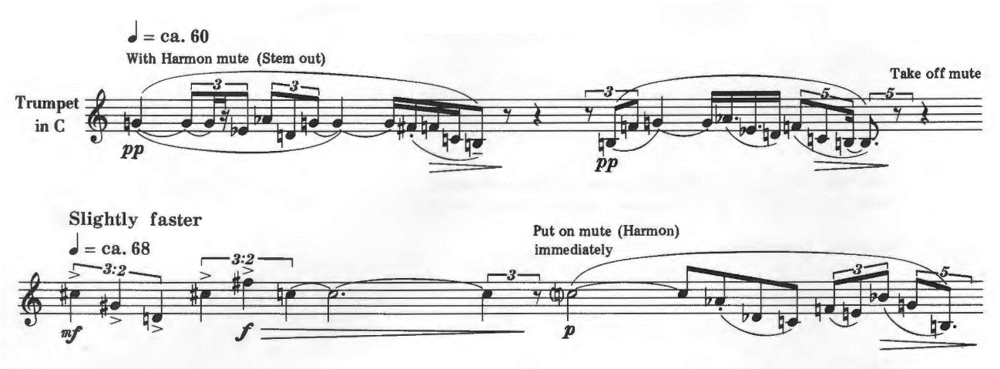 ♩ = ca. 60
With Harmon mute (Stem out)
Take off mute
3 3 3 5 5
Trumpet
in C
pp pp
Slightly faster
♩ = ca. 68
Put on mute (Harmon)
immediately
3:2 3:2 3 3 5
mf f p